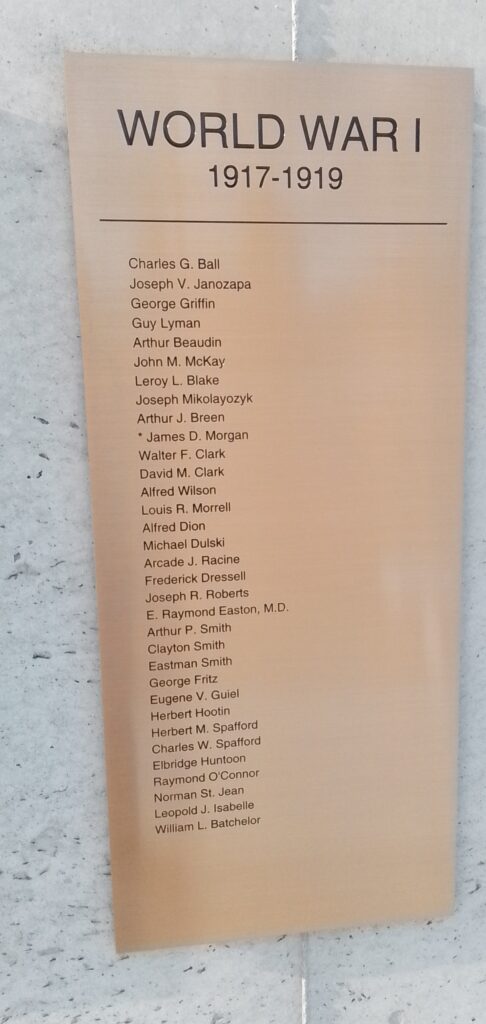 WORLD WAR I
1917-1919
Charles G. Ball
Joseph V. Janozapa
George Griffin
Guy Lyman
Arthur Beaudin
John M. McKay
Leroy L. Blake
Joseph Mikolayozyk
Arthur J. Breen
* James D. Morgan
Walter F. Clark
David M. Clark
Alfred Wilson
Louis R. Morrell
Alfred Dion
Michael Dulski
Arcade J. Racine
Frederick Dressell
Joseph R. Roberts
E. Raymond Easton, M.D.
Arthur P. Smith
Clayton Smith
Eastman Smith
George Fritz
Eugene V. Guiel
Herbert Hootin
Herbert M. Spafford
Charles W. Spafford
Elbridge Huntoon
Raymond O'Connor
Norman St. Jean
Leopold J. Isabelle
William L. Batchelor